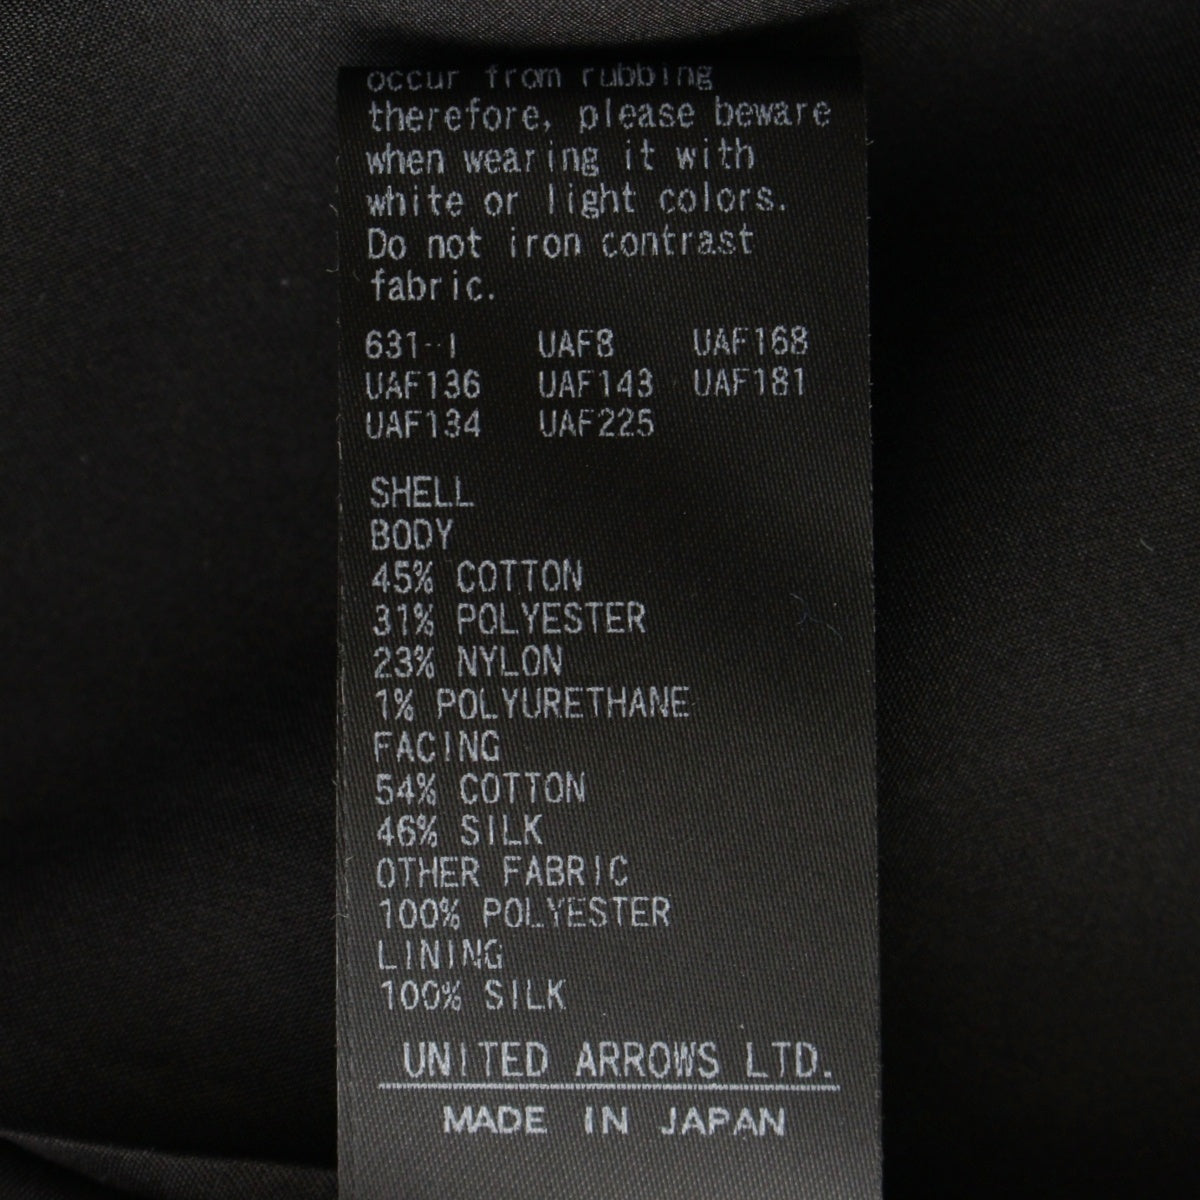 occur from rubbing
therefore, please beware
when wearing it with
white or light colors.
Do not iron contrast
fabric.
631-1 UAF8 UAF168
UAF136 UAF143 UAF181
UAF134 UAF225
SHELL
BODY
45% COTTON
31% POLYESTER
23% NYLON
1% POLYURETHANE
FACING
54% COTTON
46% SILK
OTHER FABRIC
100% POLYESTER
LINING
100% SILK
UNITED ARROWS LTD.
MADE IN JAPAN